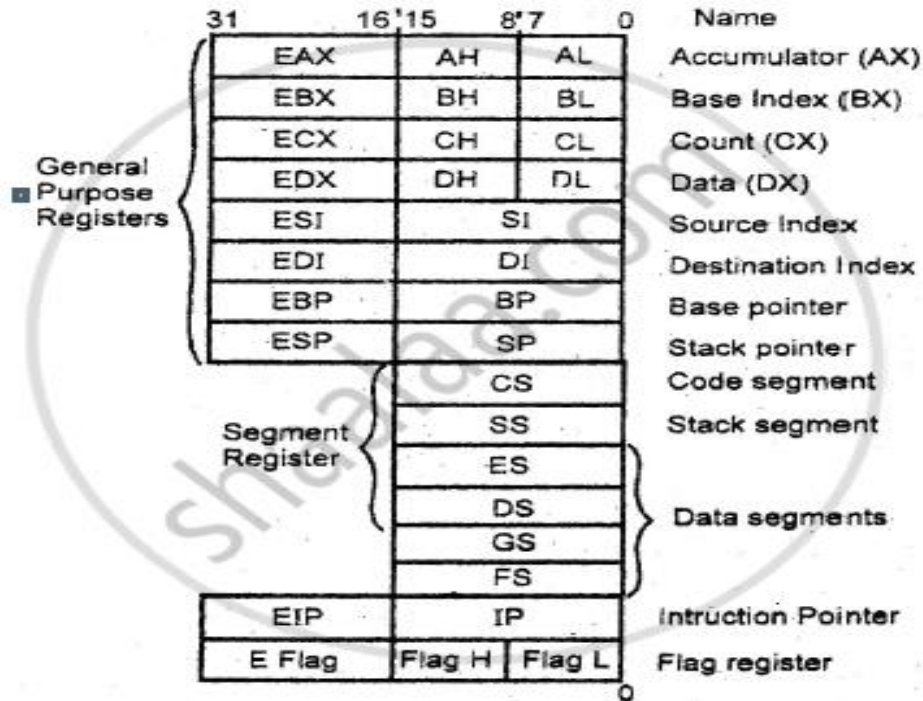 31 16 15 8 7 0 Name
EAX AH AL Accumulator (AX)
EBX BH BL Base Index (BX)
ECX CH CL Count (CX)
EDX DH DL Data (DX)
General
Purpose
Registers
ESI SI Source Index
EDI DI Destination Index
EBP BP Base pointer
ESP SP Stack pointer
CS Code segment
SS Stack segment
Segment
Register
ES
DS Data segments
GS
FS
EIP IP Intruction Pointer
E Flag Flag H Flag L Flag register
0
shaalaa.com